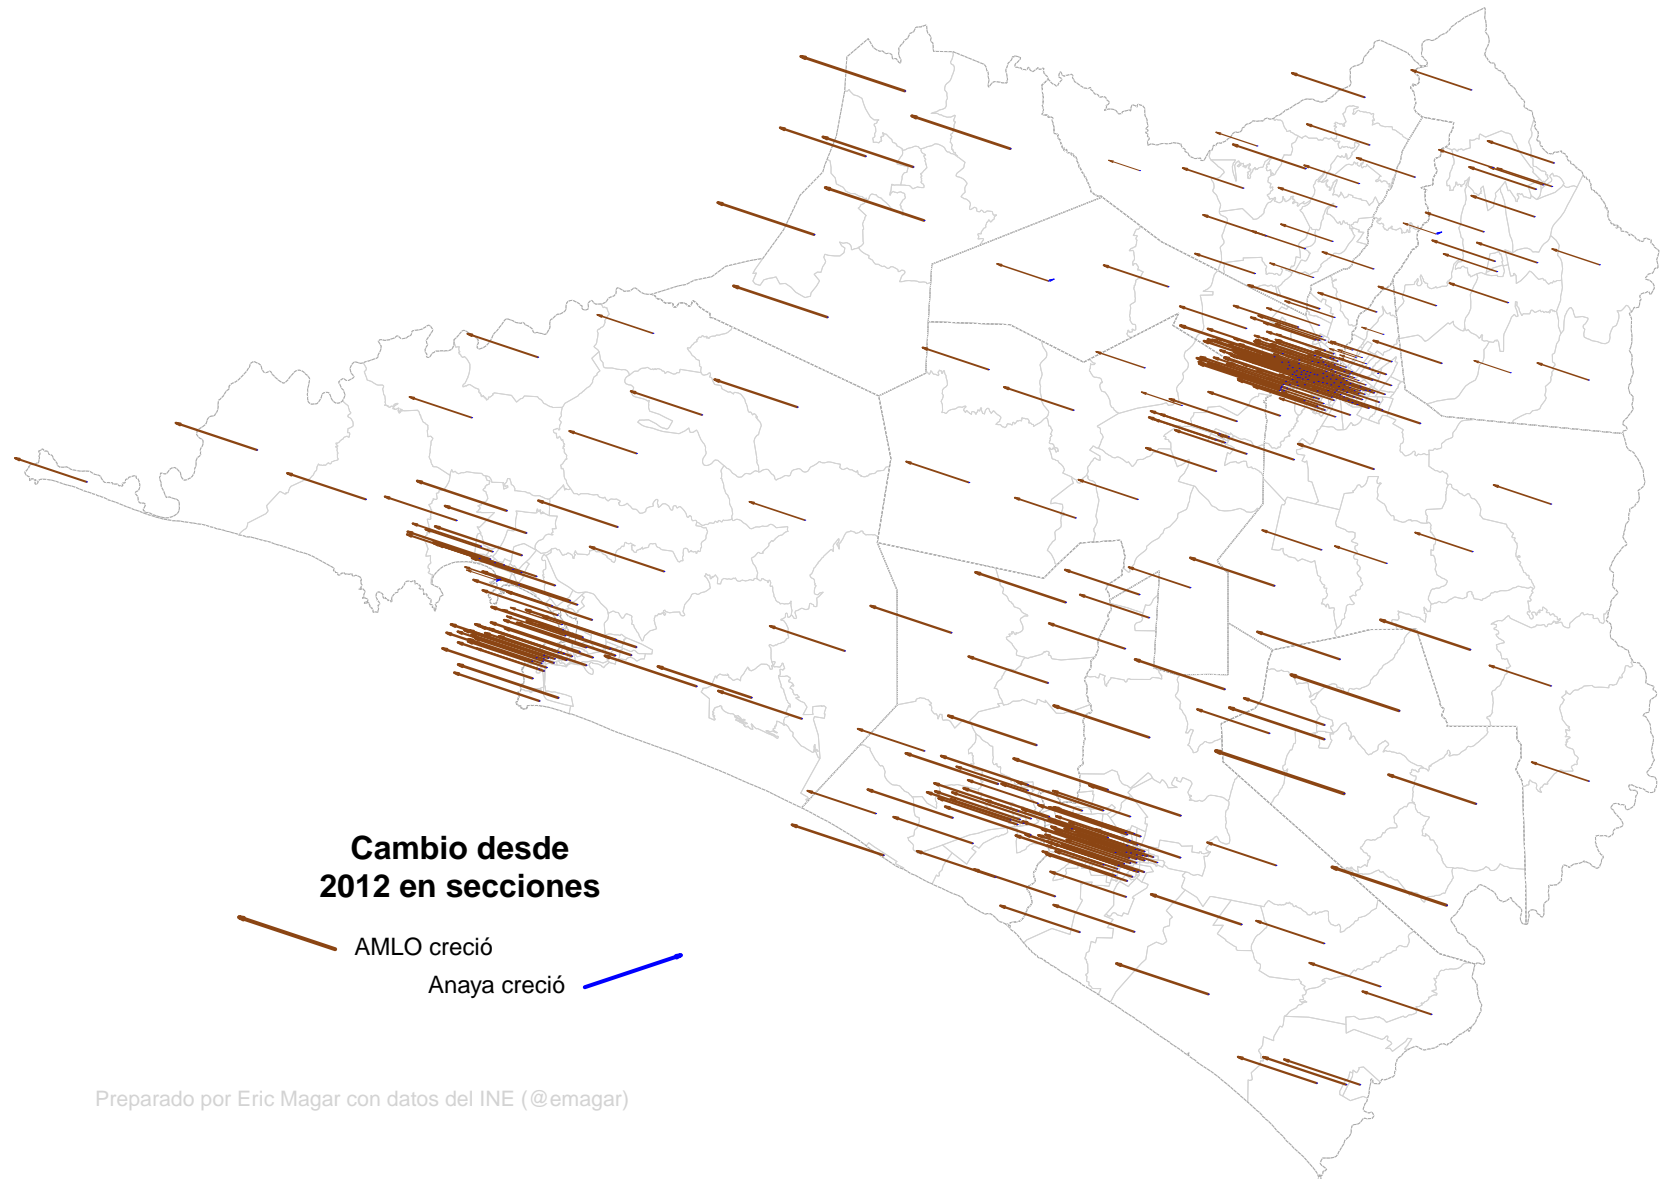 Cambio desde
2012 en secciones
AMLO creció
Anaya creció
Preparado por Eric Magar con datos del INE (@emagar)